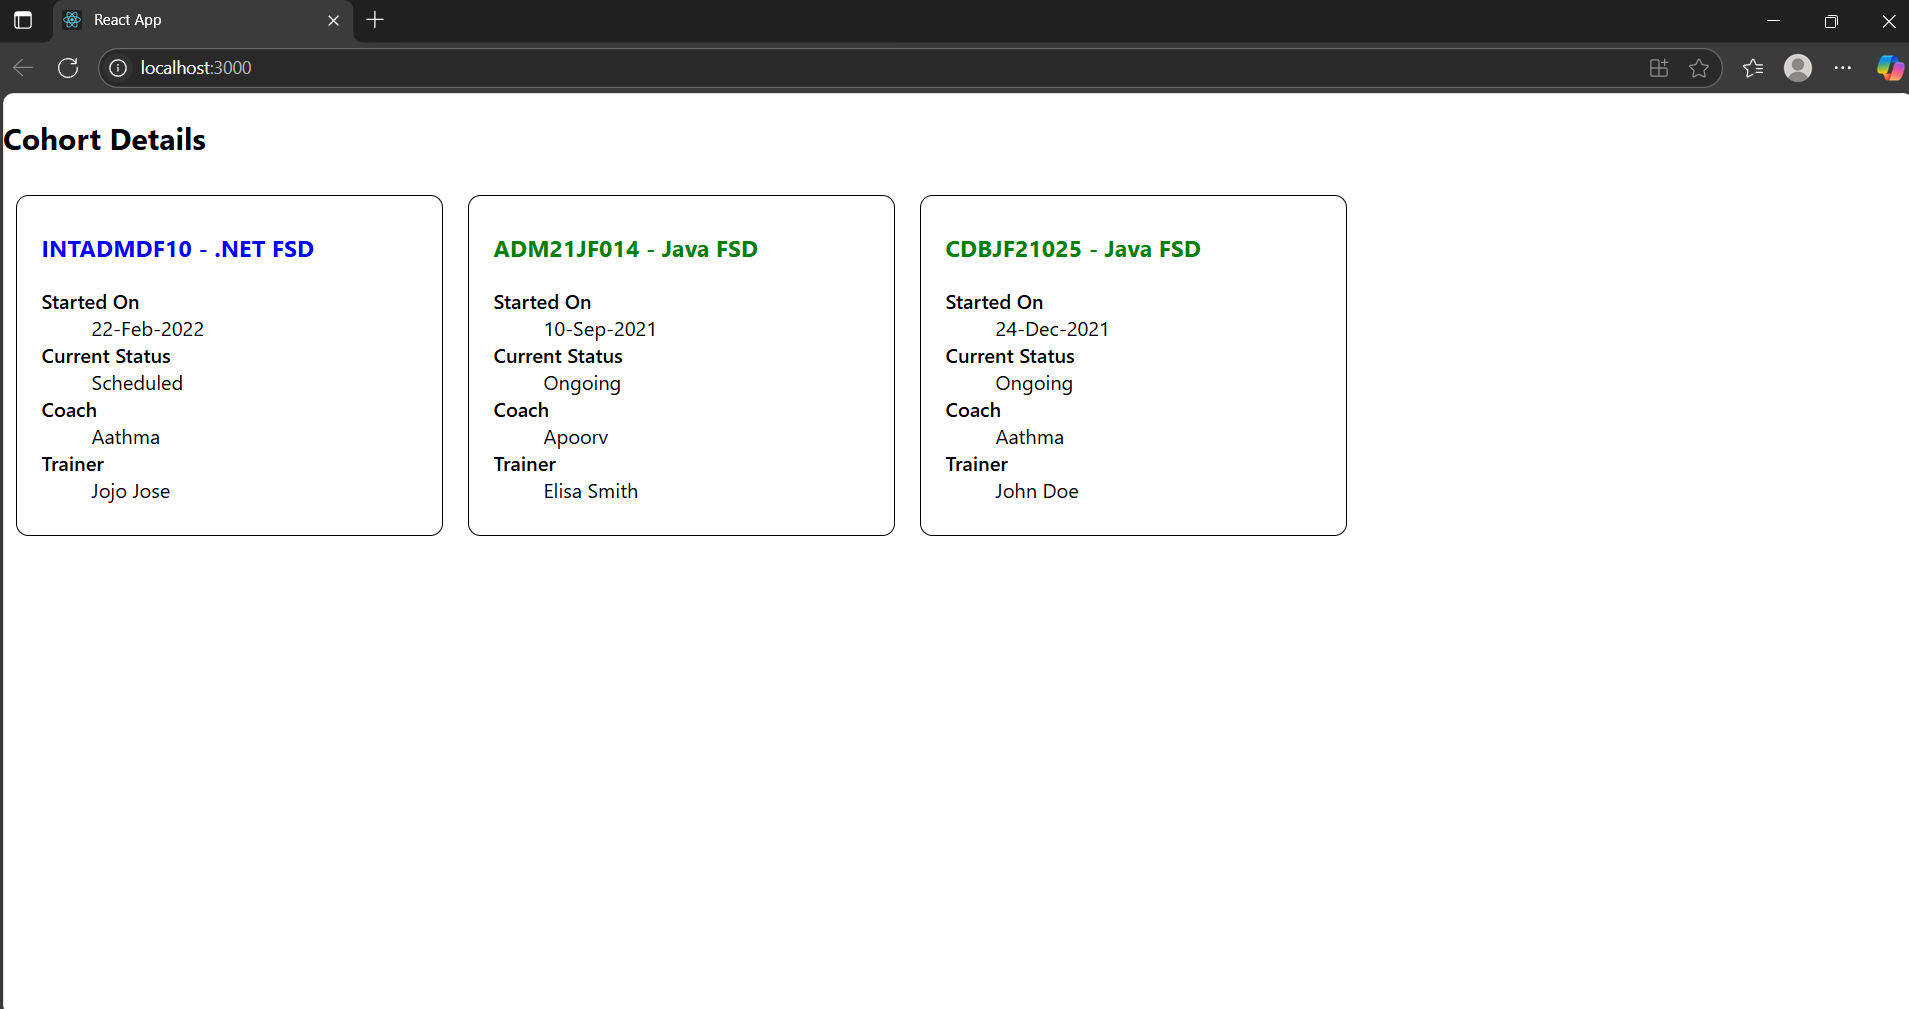 React App
localhost:3000
Cohort Details
INTADMDF10 - .NET FSD
Started On
22-Feb-2022
Current Status
Scheduled
Coach
Aathma
Trainer
Jojo Jose
ADM21JF014 - Java FSD
Started On
10-Sep-2021
Current Status
Ongoing
Coach
Apoorv
Trainer
Elisa Smith
CDBJF21025 - Java FSD
Started On
24-Dec-2021
Current Status
Ongoing
Coach
Aathma
Trainer
John Doe